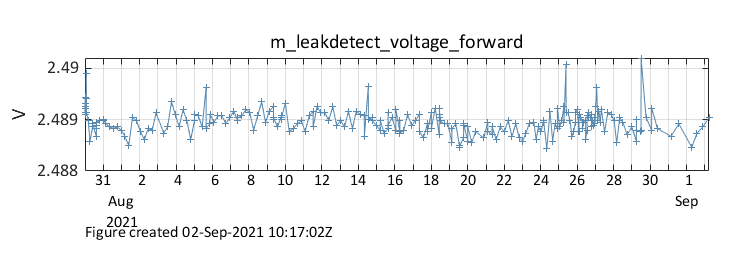 m_leakdetect_voltage_forward
2.49
2.489
2.488
V
31 2 4 6 8 10 12 14 16 18 20 22 24 26 28 30 1
Aug Sep
2021
Figure created 02-Sep-2021 10:17:02Z